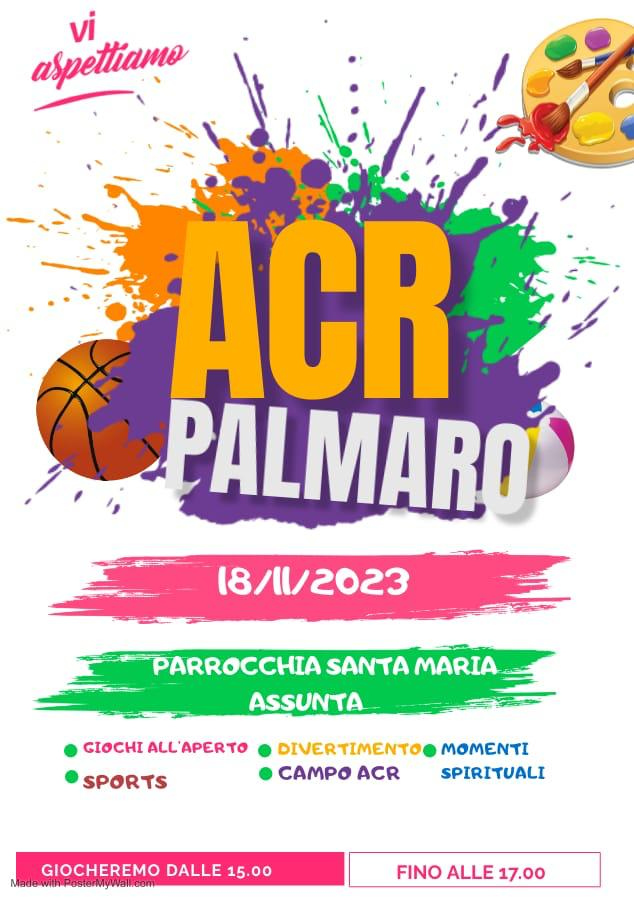 vi
aspettiamo
ACR
PALMARO
18/11/2023
PARROCCHIA SANTA MARIA
ASSUNTA
GIOCHI ALL'APERTO
DIVERTIMENTO
MOMENTI
SPIRITUALI
SPORTS
CAMPO ACR
GIOCHEREMO DALLE 15.00
FINO ALLE 17.00
Made with PosterMyWall.com